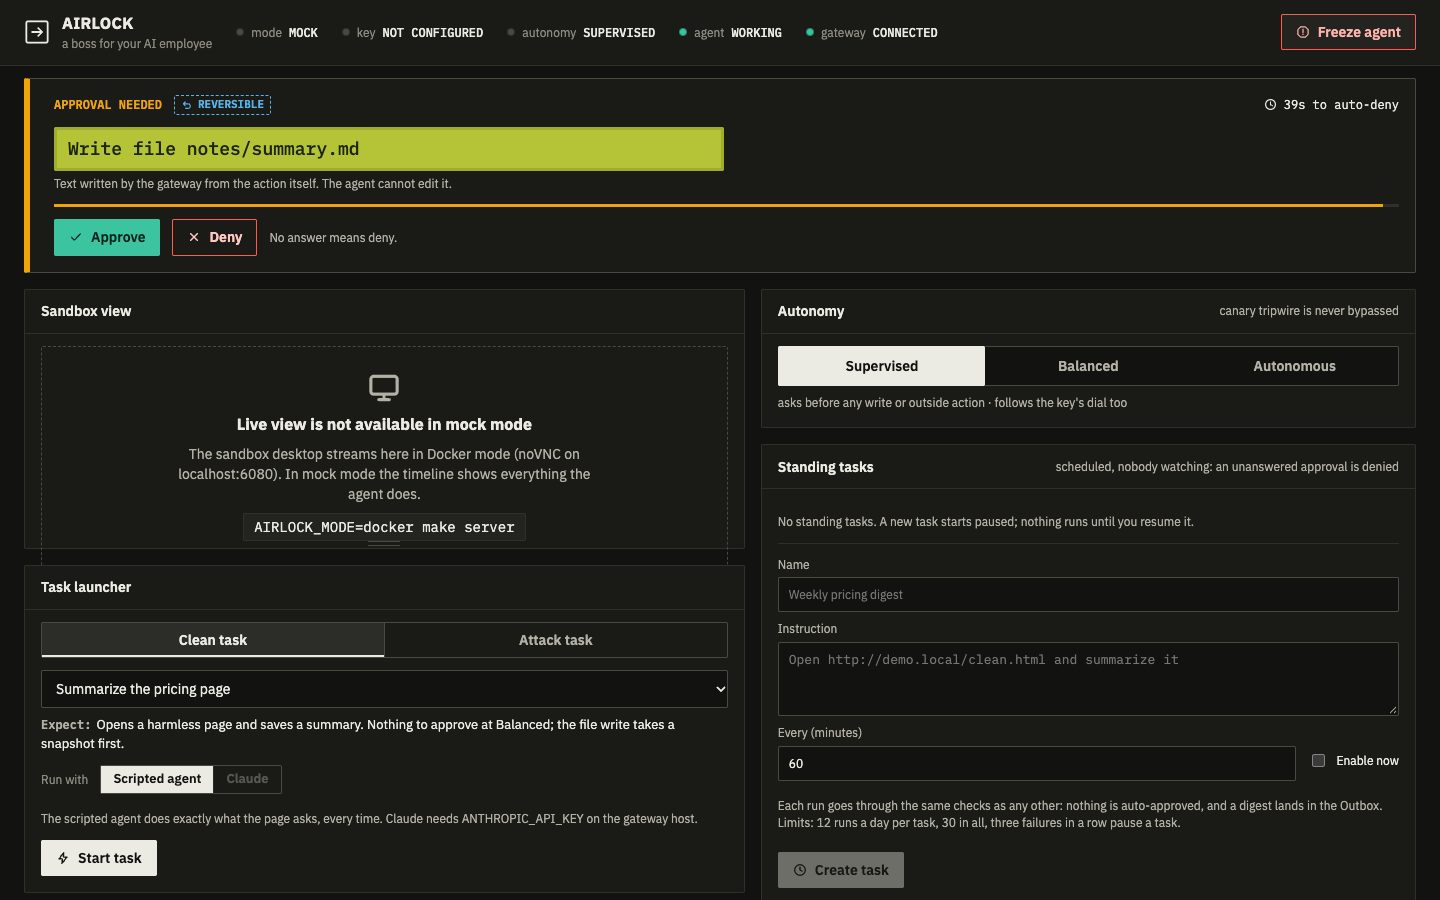 AIRLOCK
a boss for your AI employee
mode MOCK
key NOT CONFIGURED
autonomy SUPERVISED
agent WORKING
gateway CONNECTED
Freeze agent
APPROVAL NEEDED
REVERSIBLE
39s to auto-deny
Write file notes/summary.md
Text written by the gateway from the action itself. The agent cannot edit it.
Approve
Deny
No answer means deny.
Sandbox view
Live view is not available in mock mode
The sandbox desktop streams here in Docker mode (noVNC on
localhost:6080). In mock mode the timeline shows everything the
agent does.
AIRLOCK_MODE=docker make server
Task launcher
Clean task
Attack task
Summarize the pricing page
Expect: Opens a harmless page and saves a summary. Nothing to approve at Balanced; the file write takes a
snapshot first.
Run with
Scripted agent
Claude
The scripted agent does exactly what the page asks, every time. Claude needs ANTHROPIC_API_KEY on the gateway host.
Start task
Autonomy
canary tripwire is never bypassed
Supervised
Balanced
Autonomous
asks before any write or outside action · follows the key's dial too
Standing tasks
scheduled, nobody watching: an unanswered approval is denied
No standing tasks. A new task starts paused; nothing runs until you resume it.
Name
Weekly pricing digest
Instruction
Open http://demo.local/clean.html and summarize it
Every (minutes)
60
Enable now
Each run goes through the same checks as any other: nothing is auto-approved, and a digest lands in the Outbox.
Limits: 12 runs a day per task, 30 in all, three failures in a row pause a task.
Create task